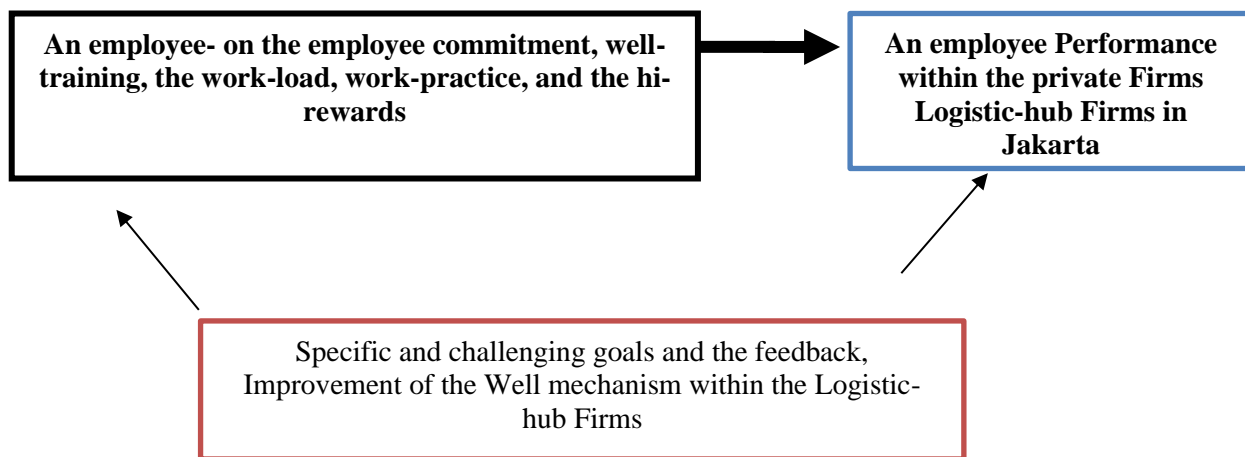 An employee- on the employee commitment, well-
training, the work-load, work-practice, and the hi-
rewards
An employee Performance
within the private Firms
Logistic-hub Firms in
Jakarta
Specific and challenging goals and the feedback,
Improvement of the Well mechanism within the Logistic-
hub Firms